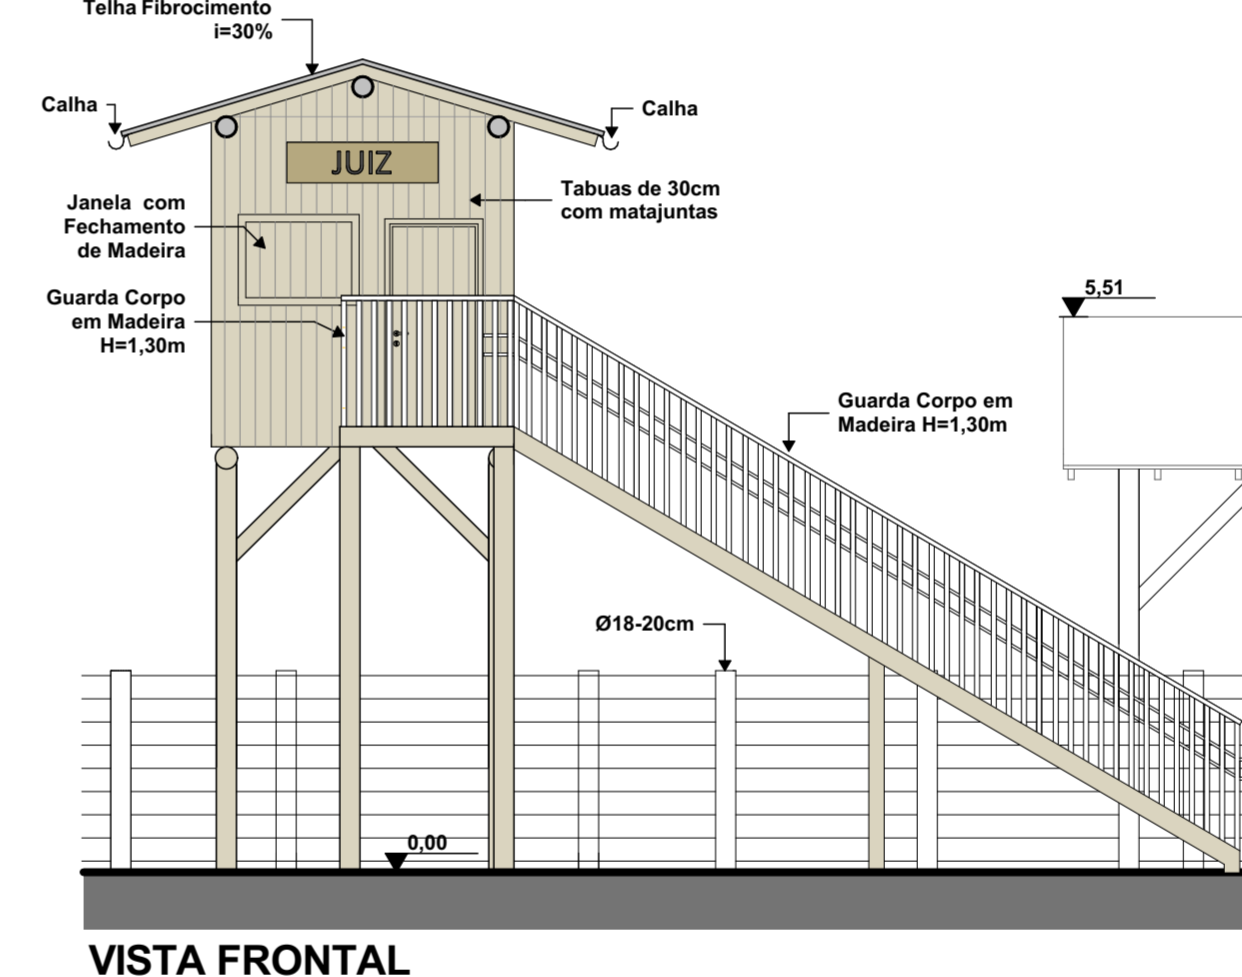 Telha Fibrocimento
i=30%
Calha
Calha
JUIZ
Tabuas de 30cm
com matajuntas
Janela com
Fechamento
de Madeira
Guarda Corpo
em Madeira
H=1,30m
5,51
Guarda Corpo em
Madeira H=1,30m
Ø18-20cm
0,00
VISTA FRONTAL